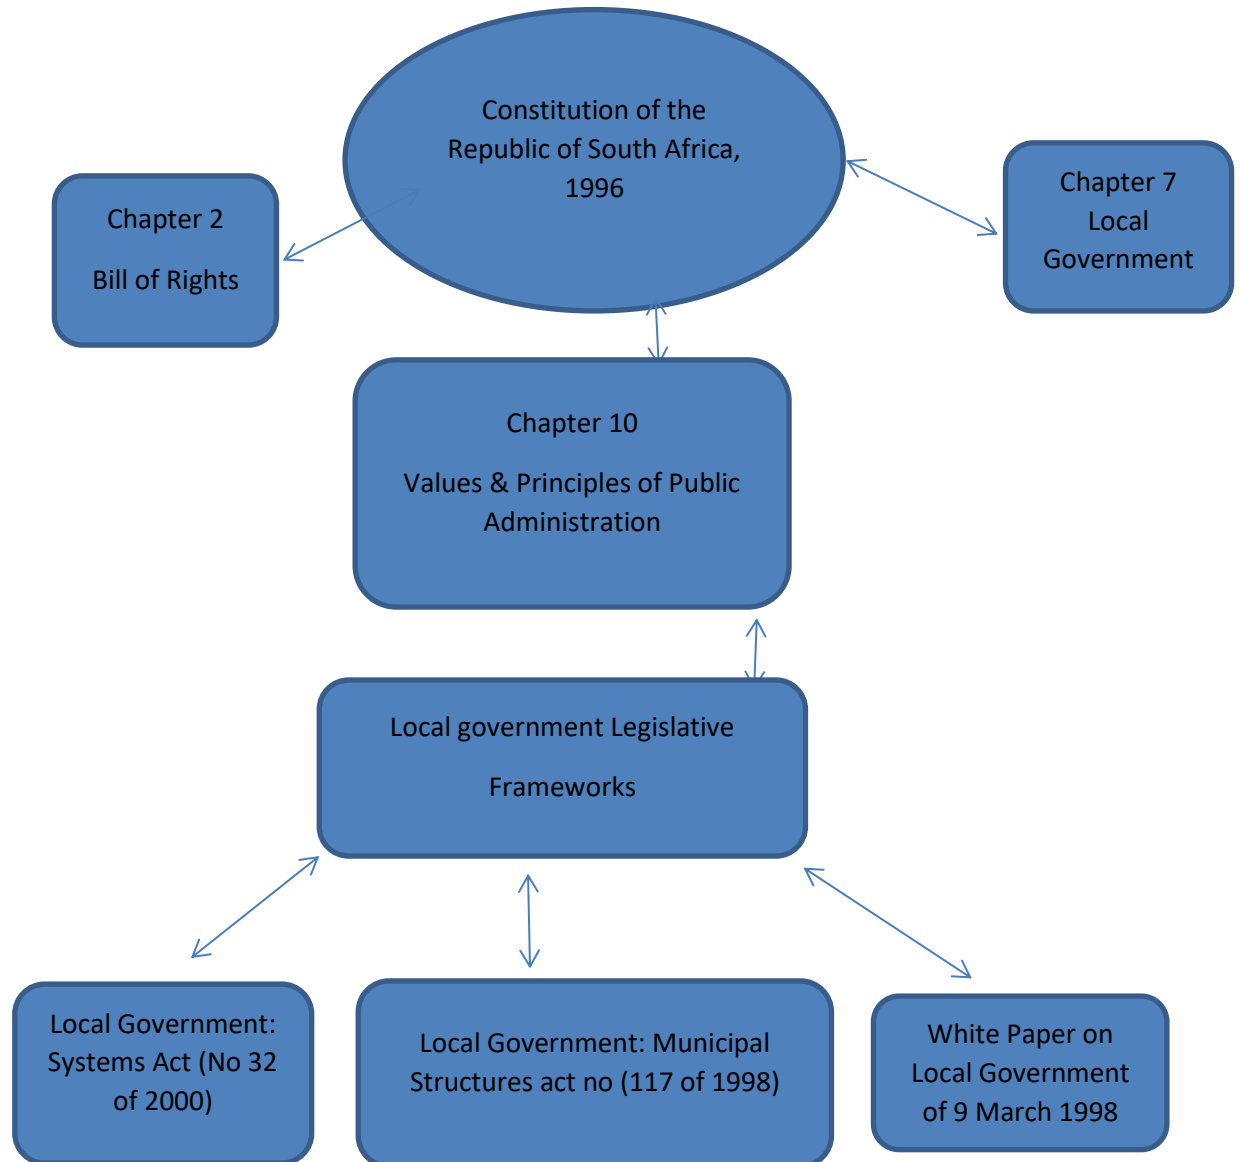 Constitution of the
Republic of South Africa,
1996
Chapter 2
Bill of Rights
Chapter 7
Local
Government
Chapter 10
Values & Principles of Public
Administration
Local government Legislative
Frameworks
Local Government:
Systems Act (No 32
of 2000)
Local Government: Municipal
Structures act no (117 of 1998)
White Paper on
Local Government
of 9 March 1998